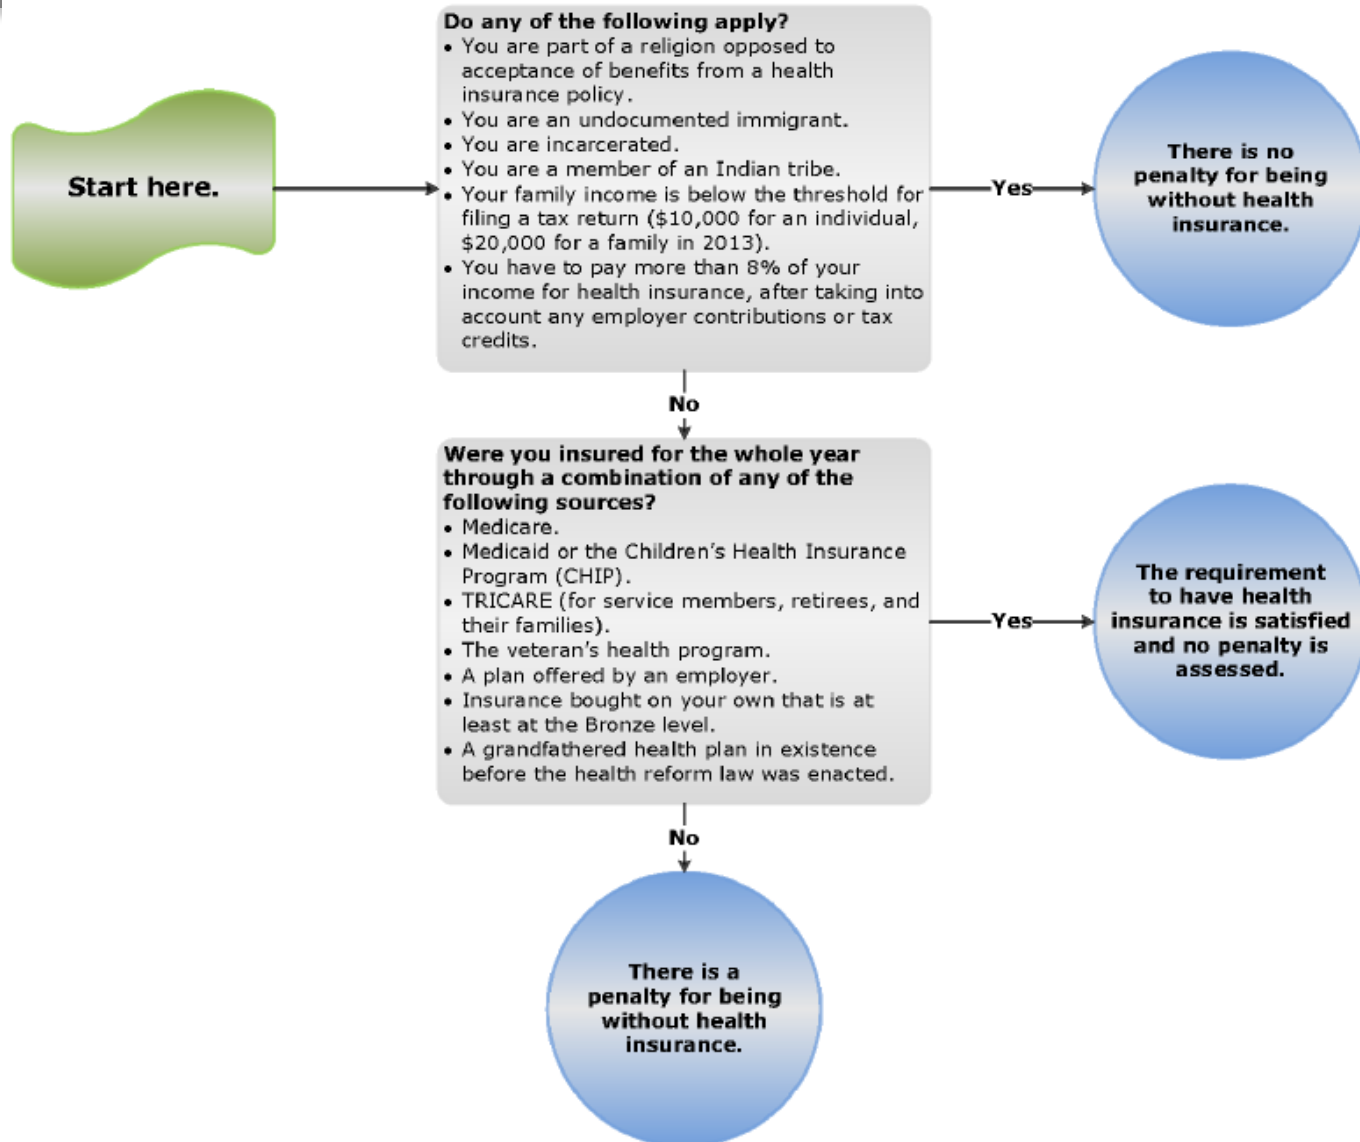 Start here.
Do any of the following apply?
• You are part of a religion opposed to
acceptance of benefits from a health
insurance policy.
• You are an undocumented immigrant.
• You are incarcerated.
• You are a member of an Indian tribe.
• Your family income is below the threshold for
filing a tax return ($10,000 for an individual,
$20,000 for a family in 2013).
• You have to pay more than 8% of your
income for health insurance, after taking into
account any employer contributions or tax
credits.
Yes
There is no
penalty for being
without health
insurance.
No
Were you insured for the whole year
through a combination of any of the
following sources?
• Medicare.
• Medicaid or the Children’s Health Insurance
Program (CHIP).
• TRICARE (for service members, retirees, and
their families).
• The veteran’s health program.
• A plan offered by an employer.
• Insurance bought on your own that is at
least at the Bronze level.
• A grandfathered health plan in existence
before the health reform law was enacted.
Yes
The requirement
to have health
insurance is satisfied
and no penalty is
assessed.
No
There is a
penalty for being
without health
insurance.